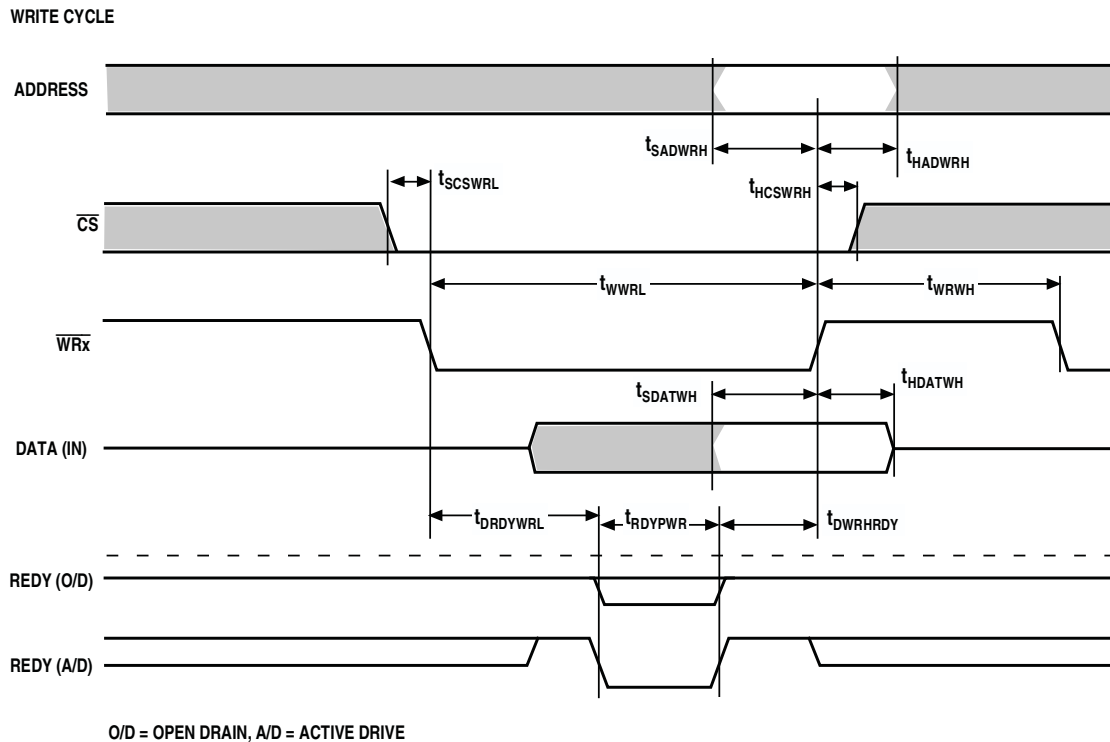 WRITE CYCLE
ADDRESS
tSADWRH
tHADWRH
tSCSWRL
tHCSWRH
CS
tWWRL
tWRWH
WRx
tSDATWH
tHDATWH
DATA (IN)
tDRDYWRL
tRDYPWR
tDWRHRDY
REDY (O/D)
REDY (A/D)
O/D = OPEN DRAIN, A/D = ACTIVE DRIVE